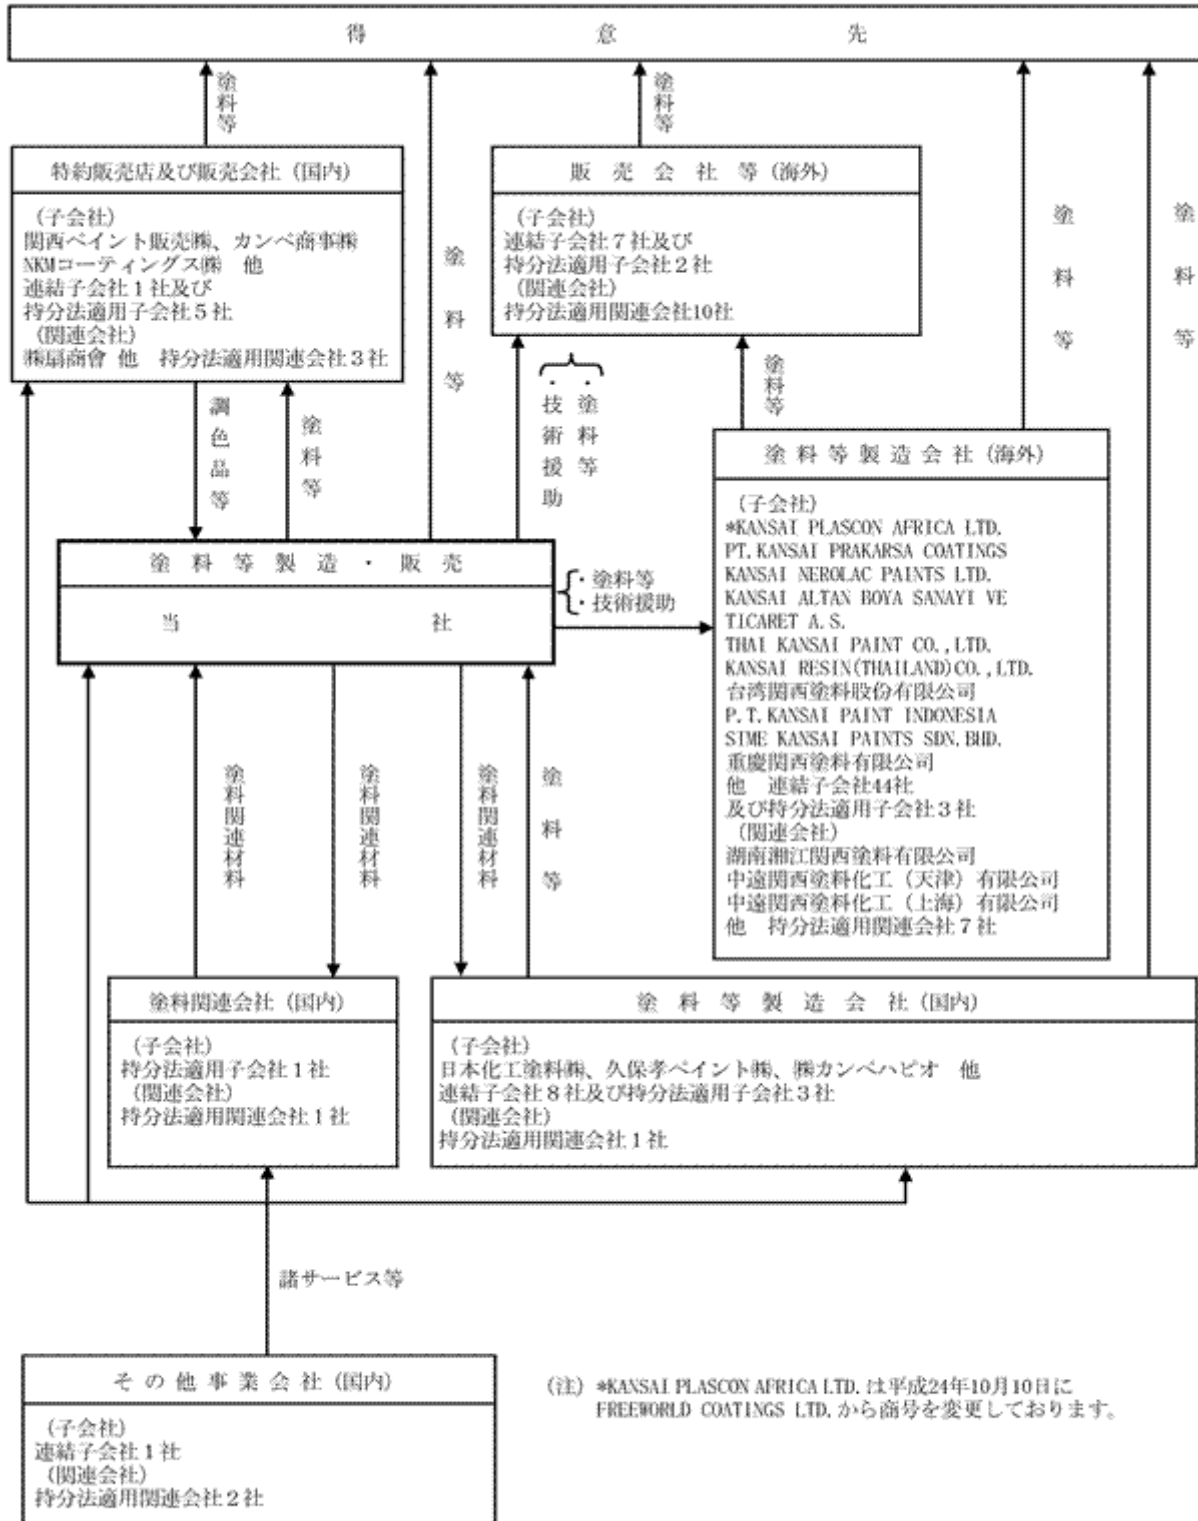 得意先
塗料等
特約販売店及び販売会社(国内)
(子会社)
関西ペイント販売㈱、カンペ商事㈱
NKMコーティングス㈱ 他
連結子会社1社及び
持分法適用子会社5社
(関連会社)
㈱扇商會 他 持分法適用関連会社3社
塗料等
販売会社等(海外)
(子会社)
連結子会社7社及び
持分法適用子会社2社
(関連会社)
持分法適用関連会社10社
塗料等
塗料等
塗料等
調色品等
塗料等
・塗料等
・技術援助
塗料等
塗料等製造会社(海外)
(子会社)
*KANSAI PLASCON AFRICA LTD.
PT.KANSAI PRAKARSA COATINGS
KANSAI NEROLAC PAINTS LTD.
KANSAI ALTAN BOYA SANAYI VE
TICARET A.S.
THAI KANSAI PAINT CO.,LTD.
KANSAI RESIN(THAILAND)CO.,LTD.
台湾関西塗料股份有限公司
P.T.KANSAI PAINT INDONESIA
SIME KANSAI PAINTS SDN.BHD.
重慶関西塗料有限公司
他 連結子会社44社
及び持分法適用子会社3社
(関連会社)
湖南湘江関西塗料有限公司
中遠関西塗料化工(天津)有限公司
中遠関西塗料化工(上海)有限公司
他 持分法適用関連会社7社
塗料等製造・販売
当社
・塗料等
・技術援助
塗料関連材料
塗料関連材料
塗料関連材料
塗料等
塗料関連会社(国内)
(子会社)
持分法適用子会社1社
(関連会社)
持分法適用関連会社1社
塗料等製造会社(国内)
(子会社)
日本化工塗料㈱、久保孝ペイント㈱、㈱カンペハピオ 他
連結子会社8社及び持分法適用子会社3社
(関連会社)
持分法適用関連会社1社
諸サービス等
その他事業会社(国内)
(子会社)
連結子会社1社
(関連会社)
持分法適用関連会社2社
(注) *KANSAI PLASCON AFRICA LTD.は平成24年10月10日に
FREEWORLD COATINGS LTD.から商号を変更しております。